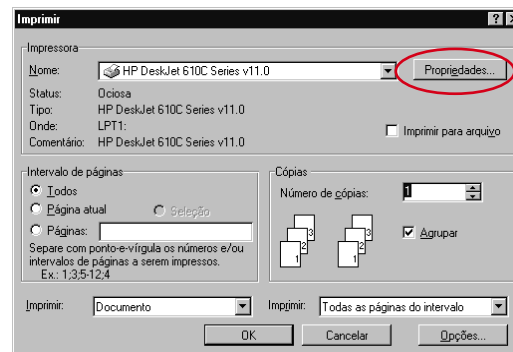 Imprimir
Impressora
Nome: HP DeskJet 610C Series v11.0 Propriedades...
Status: Ociosa
Tipo: HP DeskJet 610C Series v11.0
Onde: LPT1:
Comentário: HP DeskJet 610C Series v11.0 Imprimir para arquivo
Intervalo de páginas
Todos
Página atual Seleção
Páginas:
Separe com ponto-e-vírgula os números e/ou
intervalos de páginas a serem impressos.
Ex.: 1;3;5-12;4
Cópias
Número de cópias: 1
3 3
2 2
1 1
Agrupar
Imprimir: Documento Imprimir: Todas as páginas do intervalo
OK Cancelar Opções...